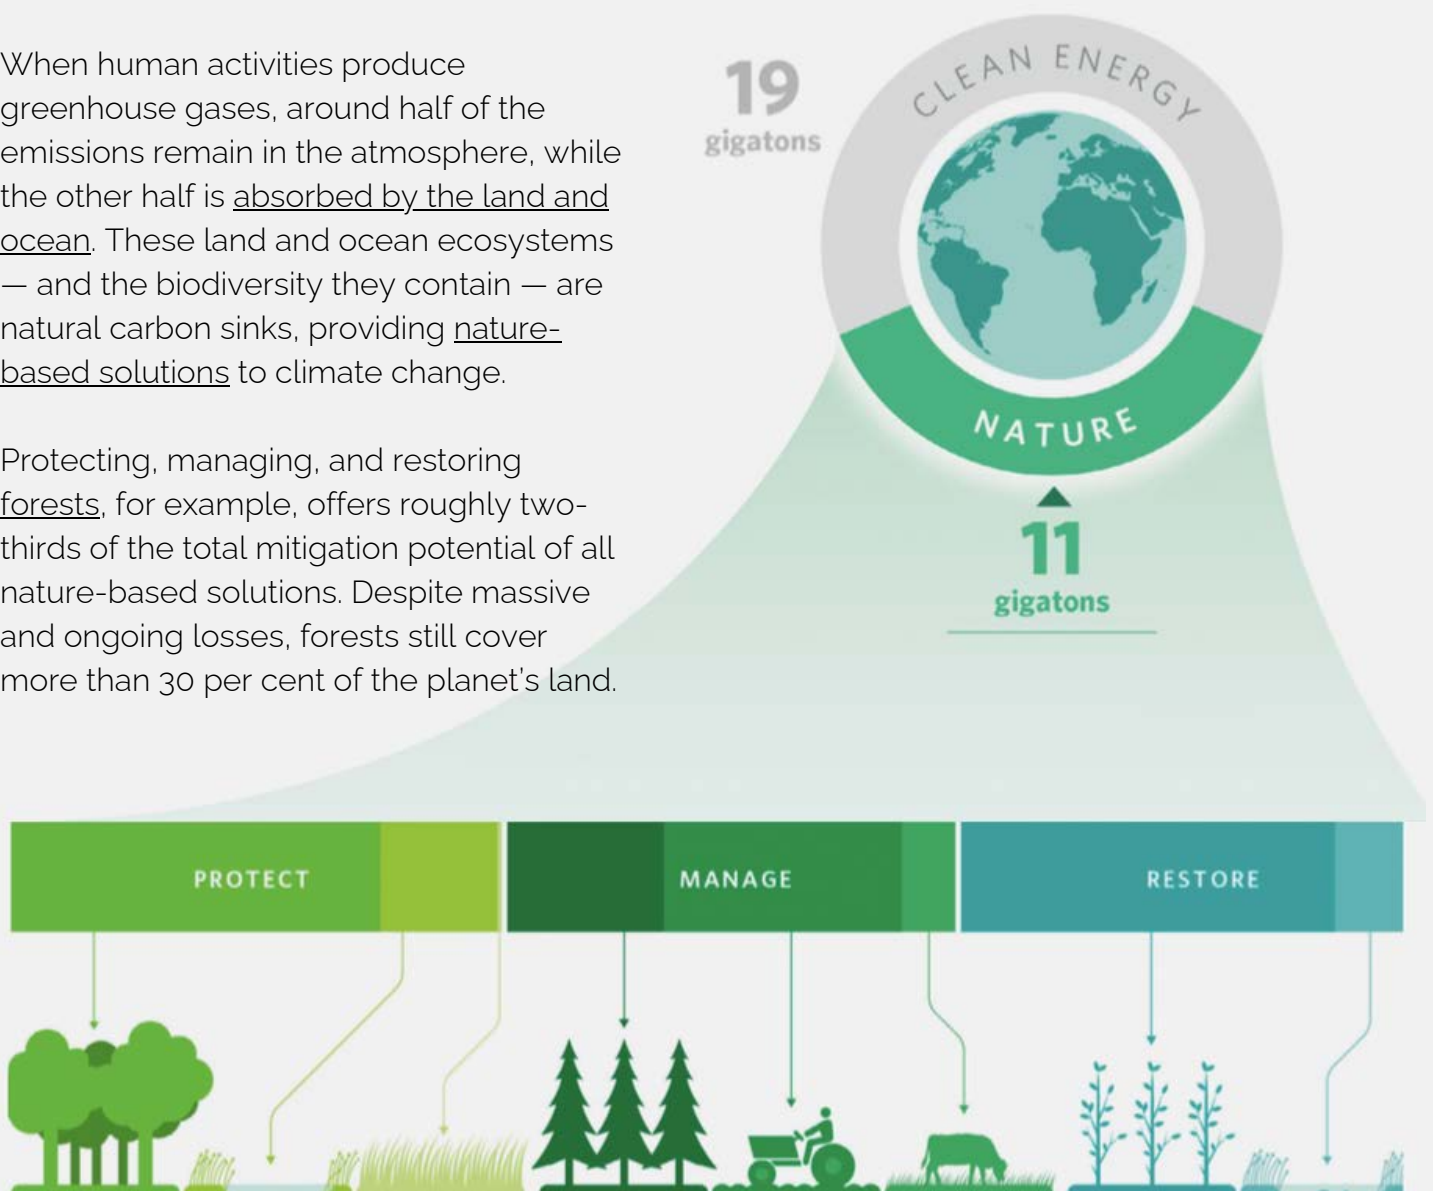 When human activities produce
greenhouse gases, around half of the
emissions remain in the atmosphere, while
the other half is absorbed by the land and
ocean. These land and ocean ecosystems
— and the biodiversity they contain — are
natural carbon sinks, providing nature-
based solutions to climate change.
Protecting, managing, and restoring
forests, for example, offers roughly two-
thirds of the total mitigation potential of all
nature-based solutions. Despite massive
and ongoing losses, forests still cover
more than 30 per cent of the planet’s land.
19
gigatons
CLEAN ENERGY
NATURE
11
gigatons
PROTECT
MANAGE
RESTORE